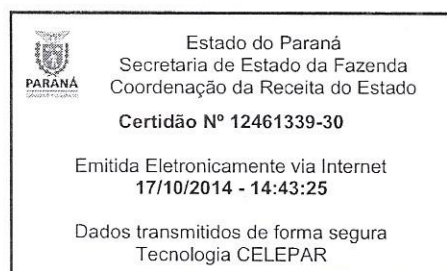 Estado do Paraná
Secretaria de Estado da Fazenda
Coordenação da Receita do Estado
PARANÁ
Certidão Nº 12461339-30
Emitida Eletronicamente via Internet
17/10/2014 - 14:43:25
Dados transmitidos de forma segura
Tecnologia CELEPAR